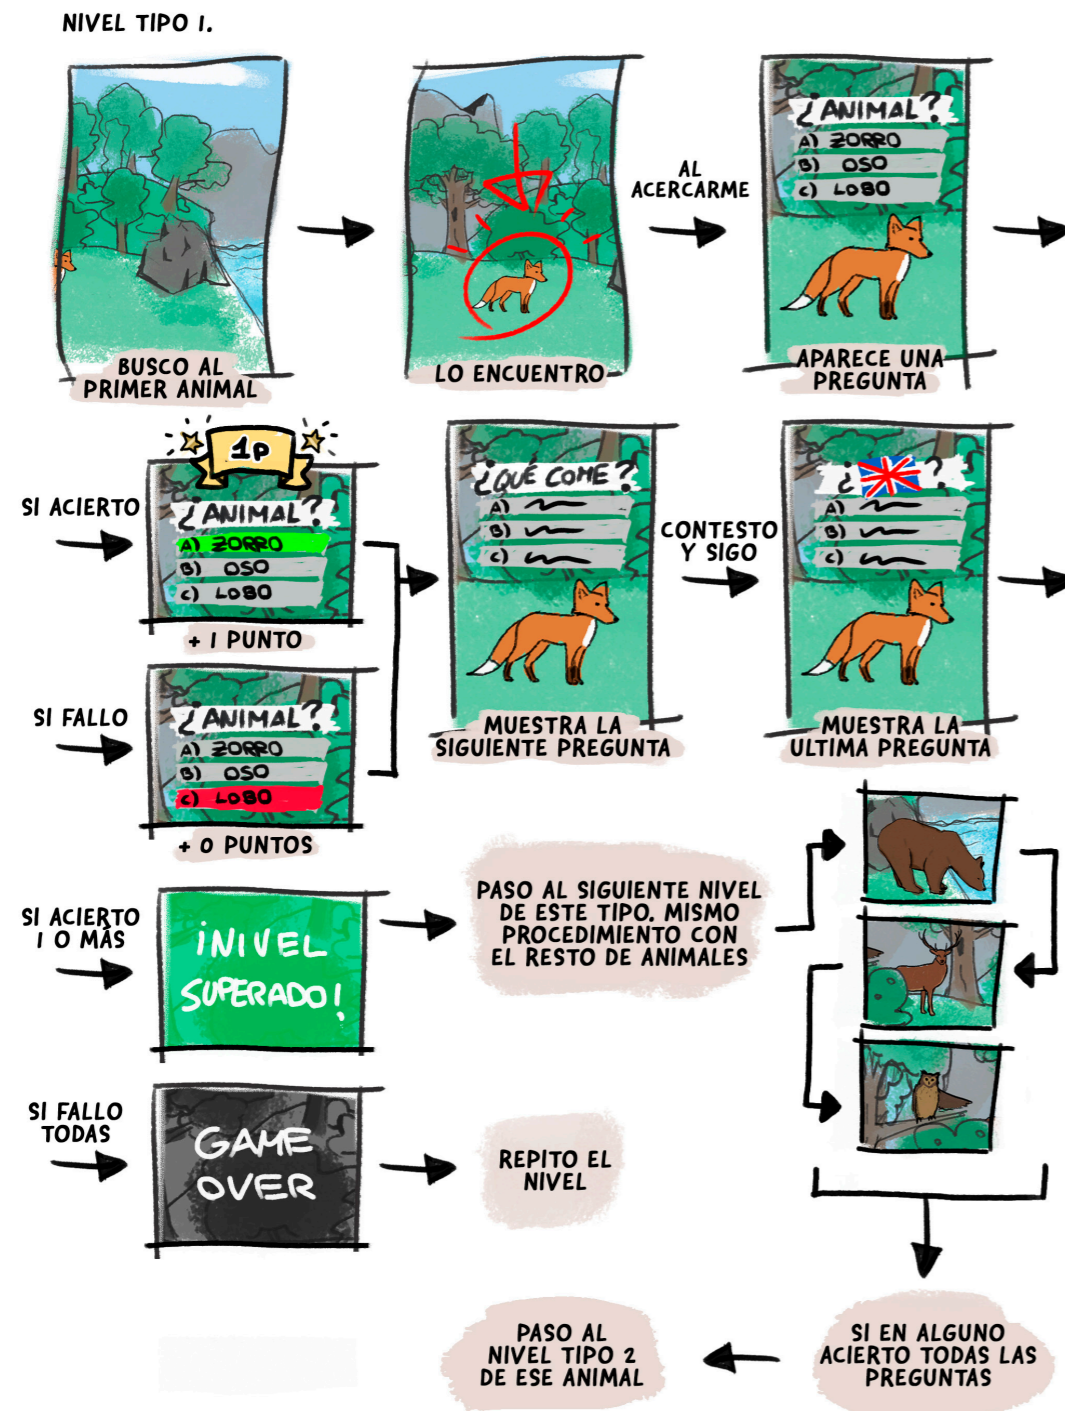 NIVEL TIPO 1.
BUSCO AL
PRIMER ANIMAL
LO ENCUENTRO
AL
ACERCARME
¿ANIMAL?
A) ZORRO
B) OSO
C) LOBO
APARECE UNA
PREGUNTA
SI ACIERTO
1P
¿ANIMAL?
A) ZORRO
B) OSO
C) LOBO
+ 1 PUNTO
SI FALLO
¿ANIMAL?
A) ZORRO
B) OSO
C) LOBO
+ 0 PUNTOS
¿QUÉ COME?
A)
B)
C)
MUESTRA LA
SIGUIENTE PREGUNTA
CONTESTO
Y SIGO
¿ ?
A)
B)
C)
MUESTRA LA
ULTIMA PREGUNTA
SI ACIERTO
1 O MÁS
¡NIVEL
SUPERADO!
PASO AL SIGUIENTE NIVEL
DE ESTE TIPO. MISMO
PROCEDIMIENTO CON
EL RESTO DE ANIMALES
SI FALLO
TODAS
GAME
OVER
REPITO EL
NIVEL
SI EN ALGUNO
ACIERTO TODAS LAS
PREGUNTAS
PASO AL
NIVEL TIPO 2
DE ESE ANIMAL